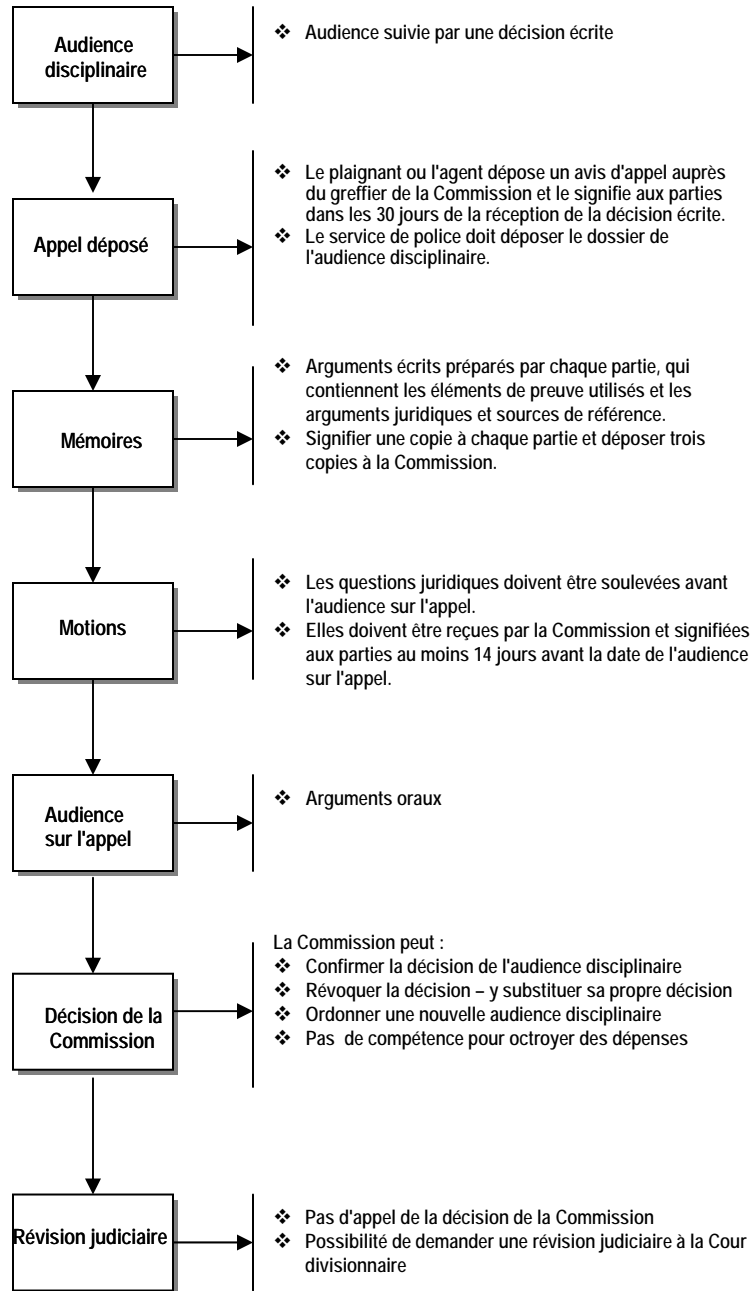 Audience
disciplinaire
❖ Audience suivie par une décision écrite
Appel déposé
❖ Le plaignant ou l'agent dépose un avis d'appel auprès
du greffier de la Commission et le signifie aux parties
dans les 30 jours de la réception de la décision écrite.
❖ Le service de police doit déposer le dossier de
l'audience disciplinaire.
Mémoires
❖ Arguments écrits préparés par chaque partie, qui
contiennent les éléments de preuve utilisés et les
arguments juridiques et sources de référence.
❖ Signifier une copie à chaque partie et déposer trois
copies à la Commission.
Motions
❖ Les questions juridiques doivent être soulevées avant
l'audience sur l'appel.
❖ Elles doivent être reçues par la Commission et signifiées
aux parties au moins 14 jours avant la date de l'audience
sur l'appel.
Audience
sur l'appel
❖ Arguments oraux
Décision de la
Commission
La Commission peut :
❖ Confirmer la décision de l'audience disciplinaire
❖ Révoquer la décision – y substituer sa propre décision
❖ Ordonner une nouvelle audience disciplinaire
❖ Pas de compétence pour octroyer des dépenses
Révision judiciaire
❖ Pas d'appel de la décision de la Commission
❖ Possibilité de demander une révision judiciaire à la Cour
divisionnaire